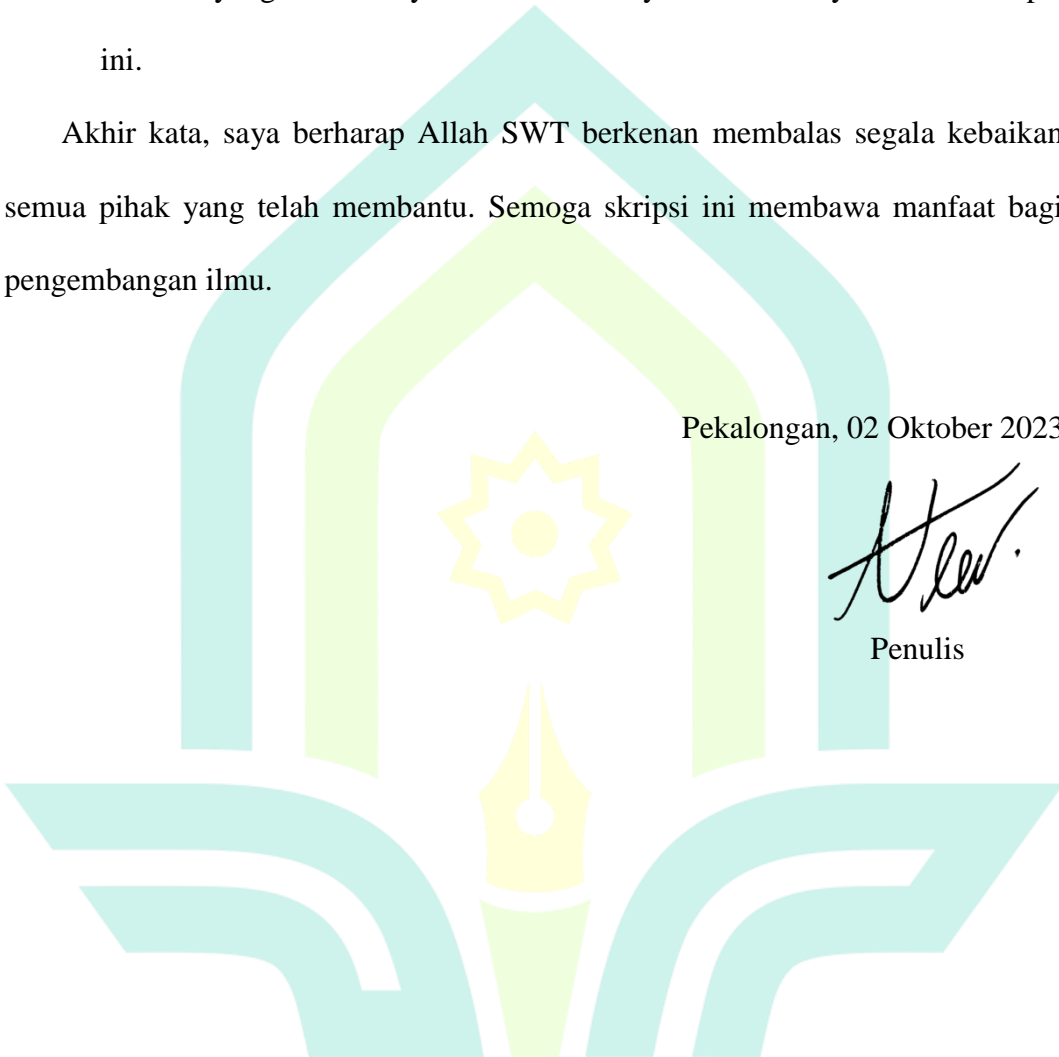 ini.
Akhir kata, saya berharap Allah SWT berkenan membalas segala kebaikan
semua pihak yang telah membantu. Semoga skripsi ini membawa manfaat bagi
pengembangan ilmu.
Pekalongan, 02 Oktober 2023
Penulis